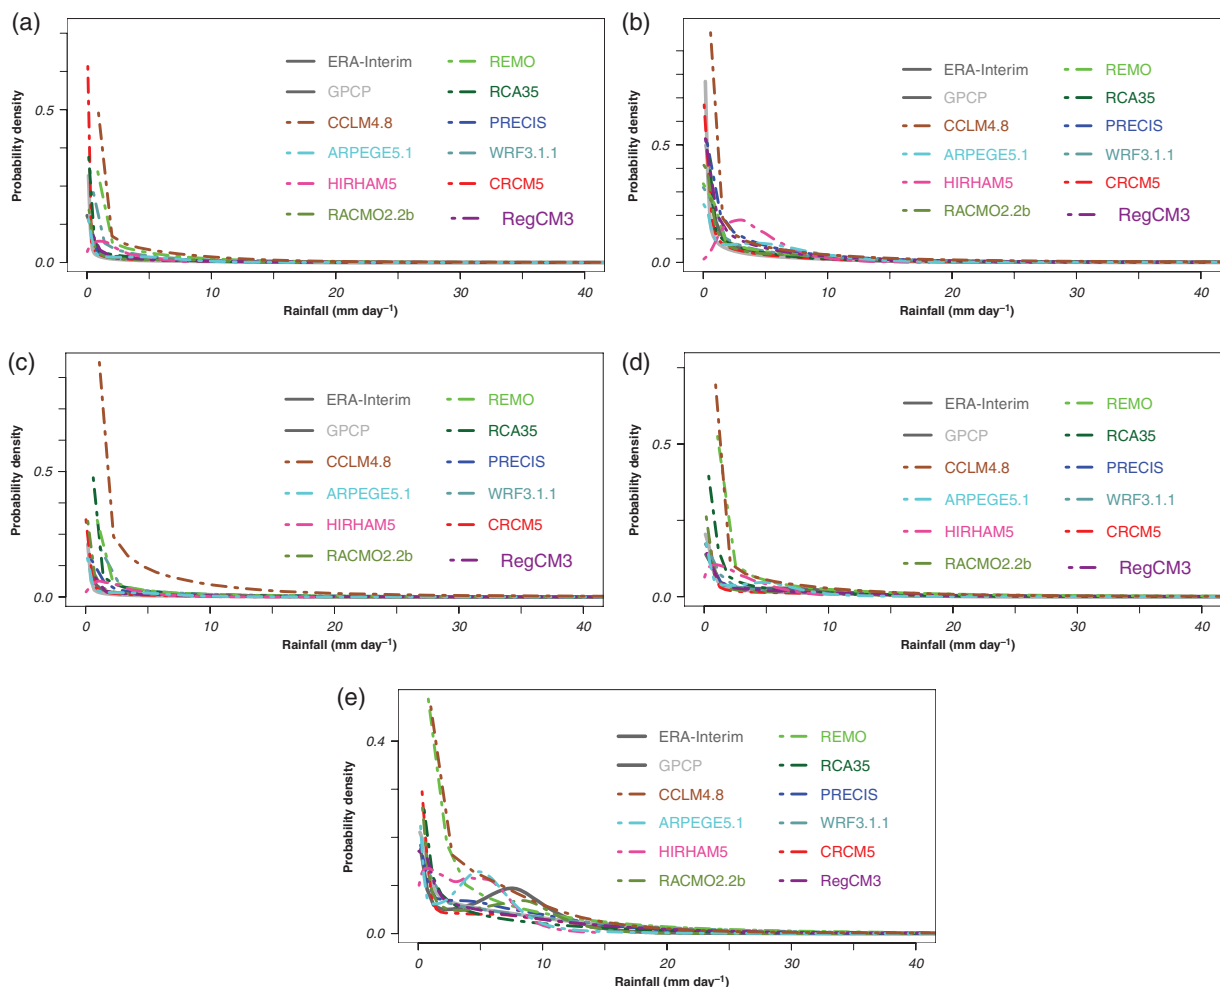 (a)
Probability density
0.5
0.0
ERA-Interim
GPCP
CCLM4.8
ARPEGE5.1
HIRHAM5
RACMO2.2b
REMO
RCA35
PRECIS
WRF3.1.1
CRCM5
RegCM3
0 10 20 30 40
Rainfall (mm day⁻¹)
(b)
Probability density
0.5
0.0
ERA-Interim
GPCP
CCLM4.8
ARPEGE5.1
HIRHAM5
RACMO2.2b
REMO
RCA35
PRECIS
WRF3.1.1
CRCM5
RegCM3
0 10 20 30 40
Rainfall (mm day⁻¹)
(c)
Probability density
0.5
0.0
ERA-Interim
GPCP
CCLM4.8
ARPEGE5.1
HIRHAM5
RACMO2.2b
REMO
RCA35
PRECIS
WRF3.1.1
CRCM5
RegCM3
0 10 20 30 40
Rainfall (mm day⁻¹)
(d)
Probability density
0.5
0.0
ERA-Interim
GPCP
CCLM4.8
ARPEGE5.1
HIRHAM5
RACMO2.2b
REMO
RCA35
PRECIS
WRF3.1.1
CRCM5
RegCM3
0 10 20 30 40
Rainfall (mm day⁻¹)
(e)
Probability density
0.4
0.0
ERA-Interim
GPCP
CCLM4.8
ARPEGE5.1
HIRHAM5
RACMO2.2b
REMO
RCA35
PRECIS
WRF3.1.1
CRCM5
RegCM3
0 10 20 30 40
Rainfall (mm day⁻¹)